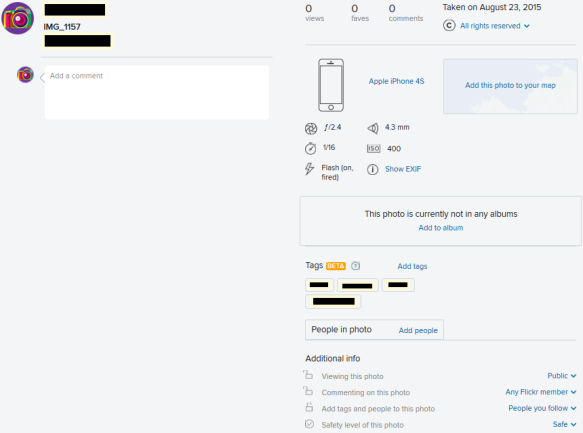 IMG_1157
Add a comment
0
views
0
faves
0
comments
Taken on August 23, 2015
All rights reserved
Apple iPhone 4S
Add this photo to your map
ƒ/2.4
4.3 mm
1/16
ISO
400
Flash (on,
fired)
Show EXIF
This photo is currently not in any albums
Add to album
Tags BETA ?
Add tags
People in photo
Add people
Additional info
Viewing this photo
Public
Commenting on this photo
Any Flickr member
Add tags and people to this photo
People you follow
Safety level of this photo
Safe